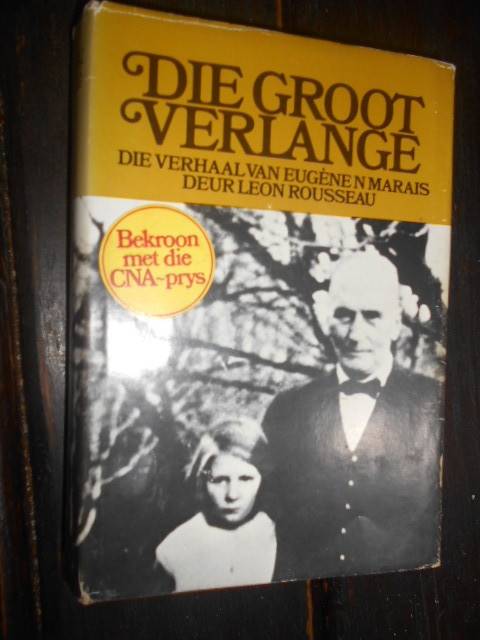 DIE GROOT
VERLANGE
DIE VERHAAL VAN EUGÈNE N MARAIS
DEUR LEON ROUSSEAU
Bekroon
met die
CNA-prys